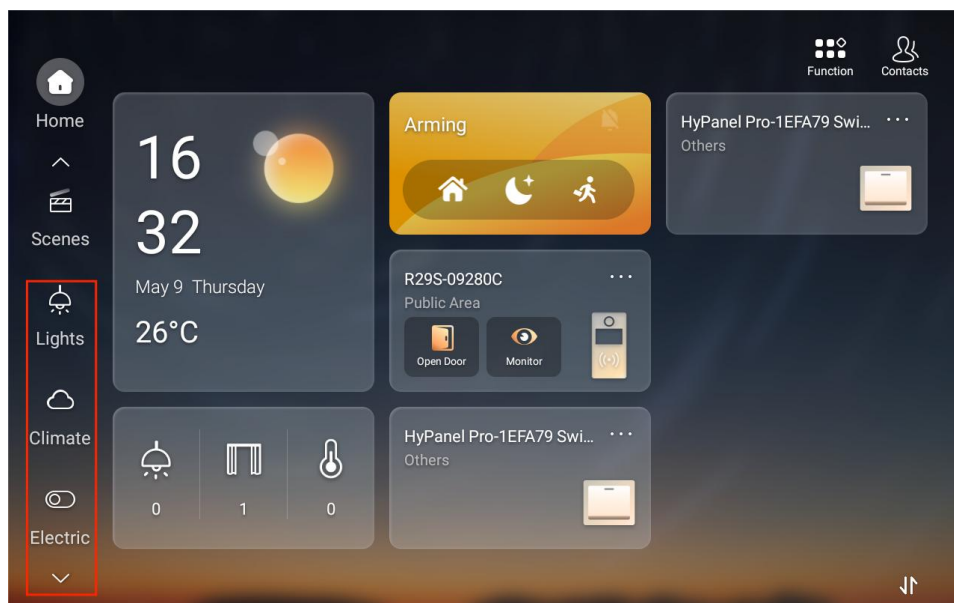 Function
Contacts
Home
Scenes
Lights
Climate
Electric
16
32
May 9 Thursday
26°C
0
1
0
Arming
R29S-09280C
Public Area
Open Door
Monitor
HyPanel Pro-1EFA79 Swi...
Others
HyPanel Pro-1EFA79 Swi...
Others